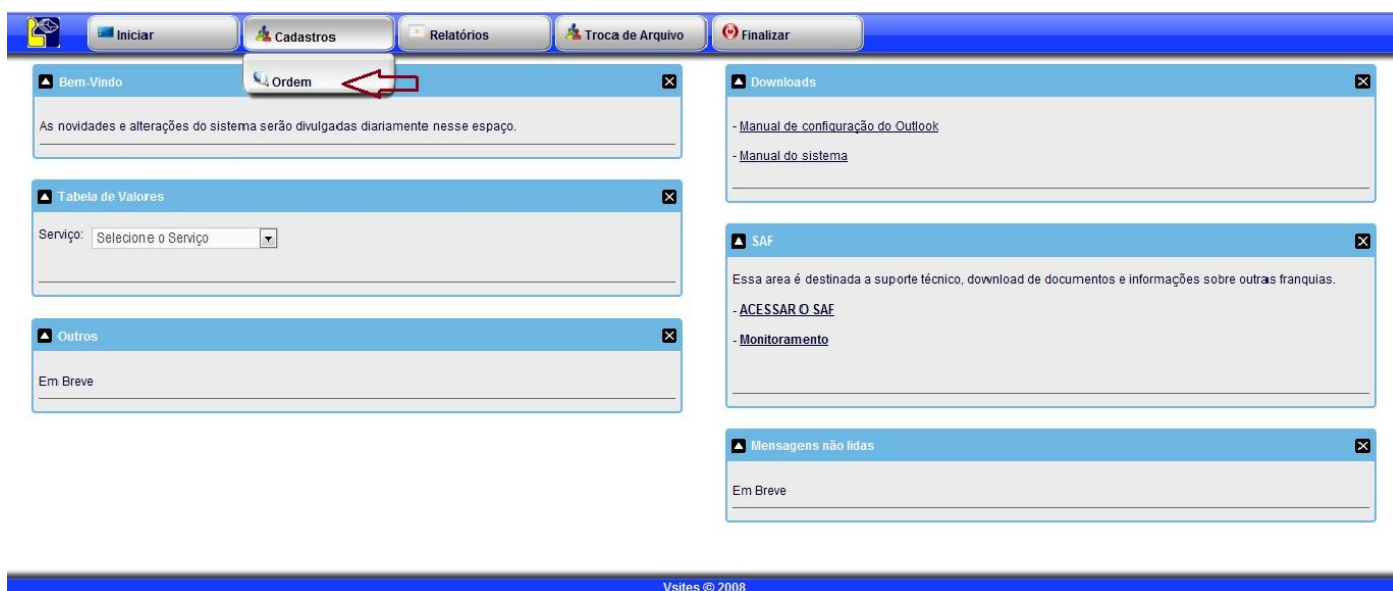 Iniciar
Cadastros
Relatórios
Troca de Arquivo
Finalizar
Ordem
Bem-Vindo
As novidades e alterações do sistema serão divulgadas diariamente nesse espaço.
Tabela de Valores
Serviço: Selecione o Serviço
Outros
Em Breve
Downloads
- Manual de configuração do Outlook
- Manual do sistema
SAF
Essa area é destinada a suporte técnico, download de documentos e informações sobre outras franquias.
- ACESSAR O SAF
- Monitoramento
Mensagens não lidas
Em Breve
Vsites © 2008